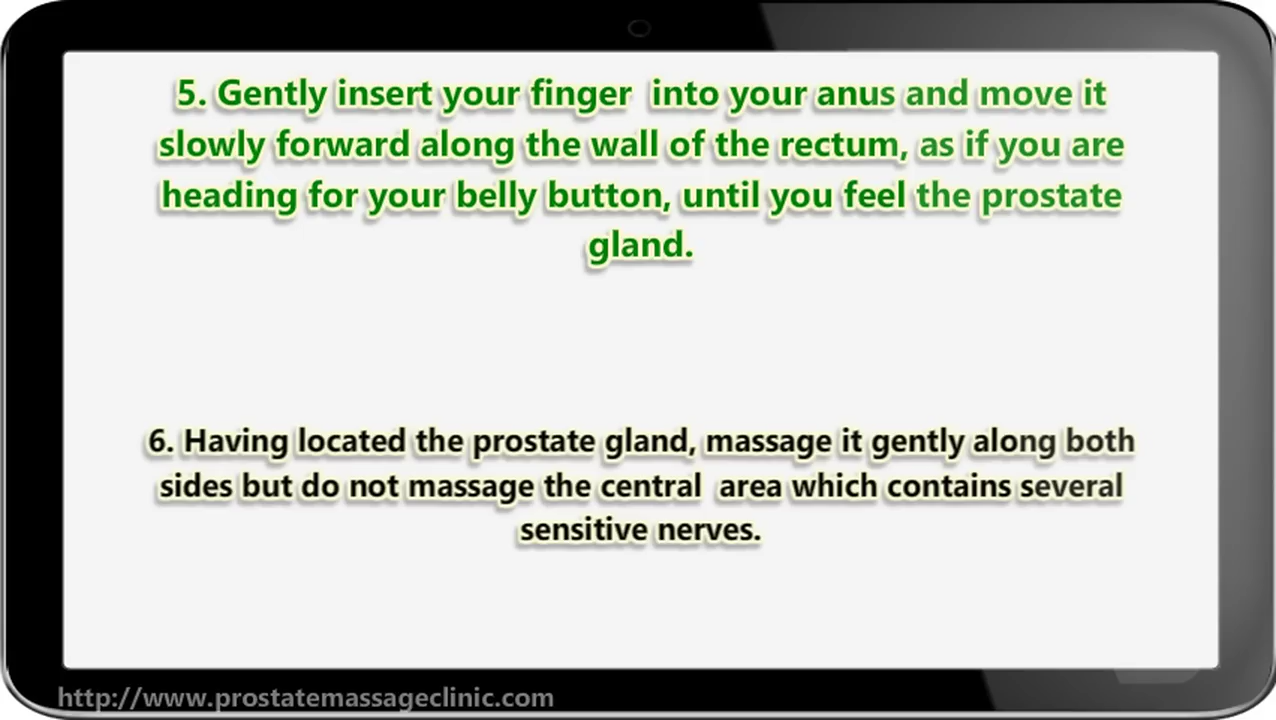 5. Gently insert your finger into your anus and move it
slowly forward along the wall of the rectum, as if you are
heading for your belly button, until you feel the prostate
gland.
6. Having located the prostate gland, massage it gently along both
sides but do not massage the central area which contains several
sensitive nerves.
http://www.prostatemassageclinic.com